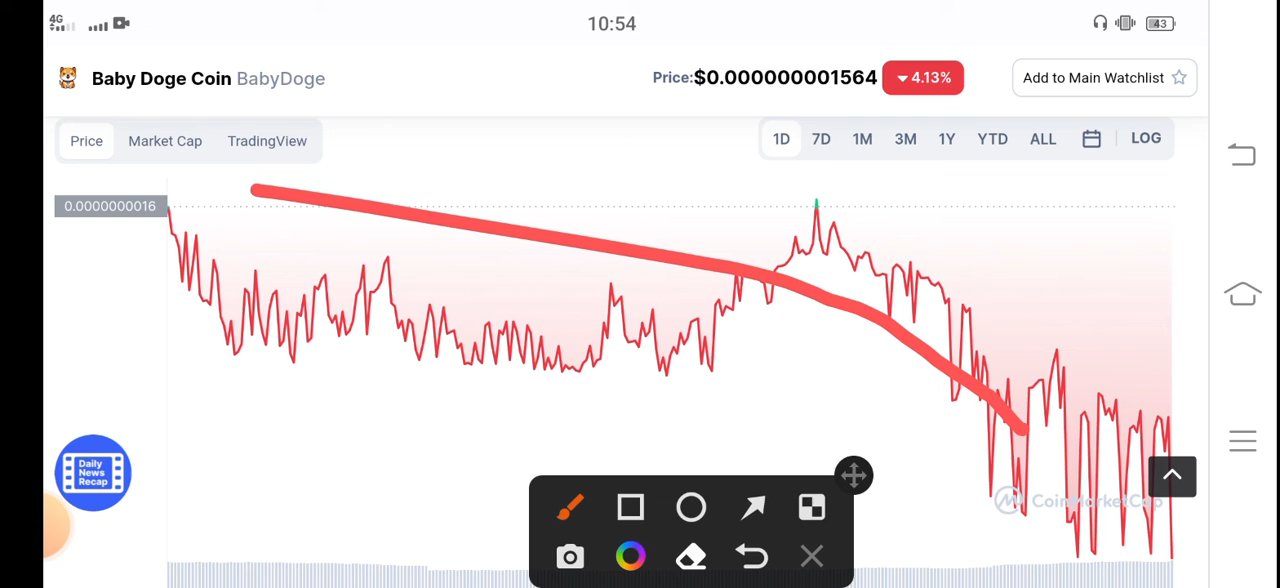 4G 10:54 43
Baby Doge Coin BabyDoge Price:$0.000000001564 4.13% Add to Main Watchlist
Price Market Cap TradingView 1D 7D 1M 3M 1Y YTD ALL LOG
0.0000000016
Daily
News
Recap
CoinMarketCap